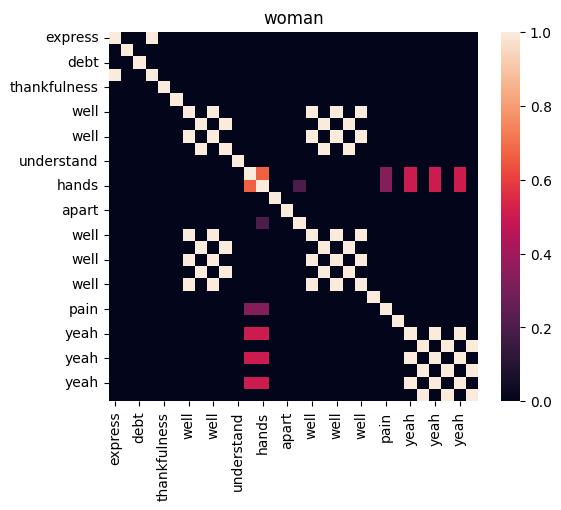 woman
express
debt
thankfulness
well
well
understand
hands
apart
well
well
well
pain
yeah
yeah
yeah
express
debt
thankfulness
well
well
understand
hands
apart
well
well
well
pain
yeah
yeah
yeah
1.0
0.8
0.6
0.4
0.2
0.0